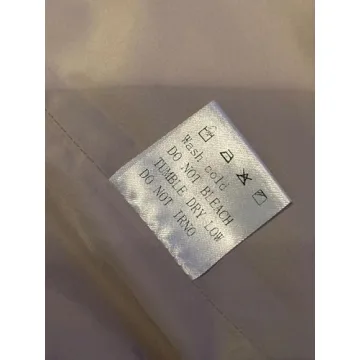 Wash cold
DO NOT BLEACH
TUMBLE DRY LOW
DO NOT IRNO